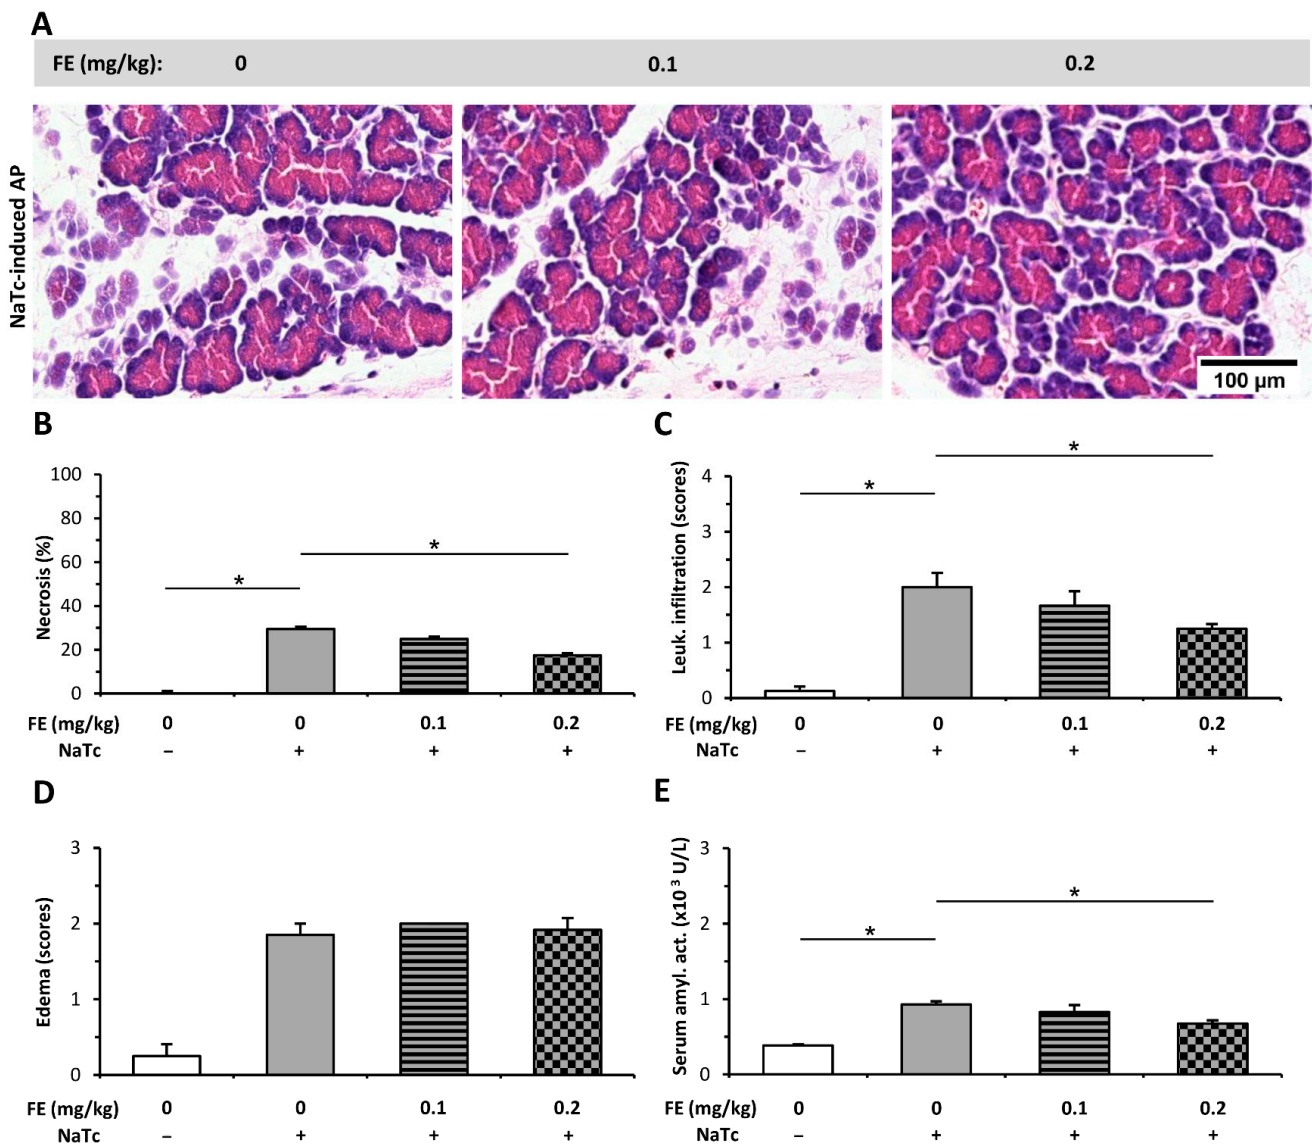 A
FE (mg/kg): 0 0.1 0.2
NaTc-induced AP
100 µm
B
Necrosis (%)
100
80
60
40
20
0
*
*
FE (mg/kg) 0 0 0.1 0.2
NaTc – + + +
C
Leuk. infiltration (scores)
4
3
2
1
0
*
*
FE (mg/kg) 0 0 0.1 0.2
NaTc – + + +
D
Edema (scores)
3
2
1
0
FE (mg/kg) 0 0 0.1 0.2
NaTc – + + +
E
Serum amyl. act. (x10³ U/L)
3
2
1
0
*
*
FE (mg/kg) 0 0 0.1 0.2
NaTc – + + +